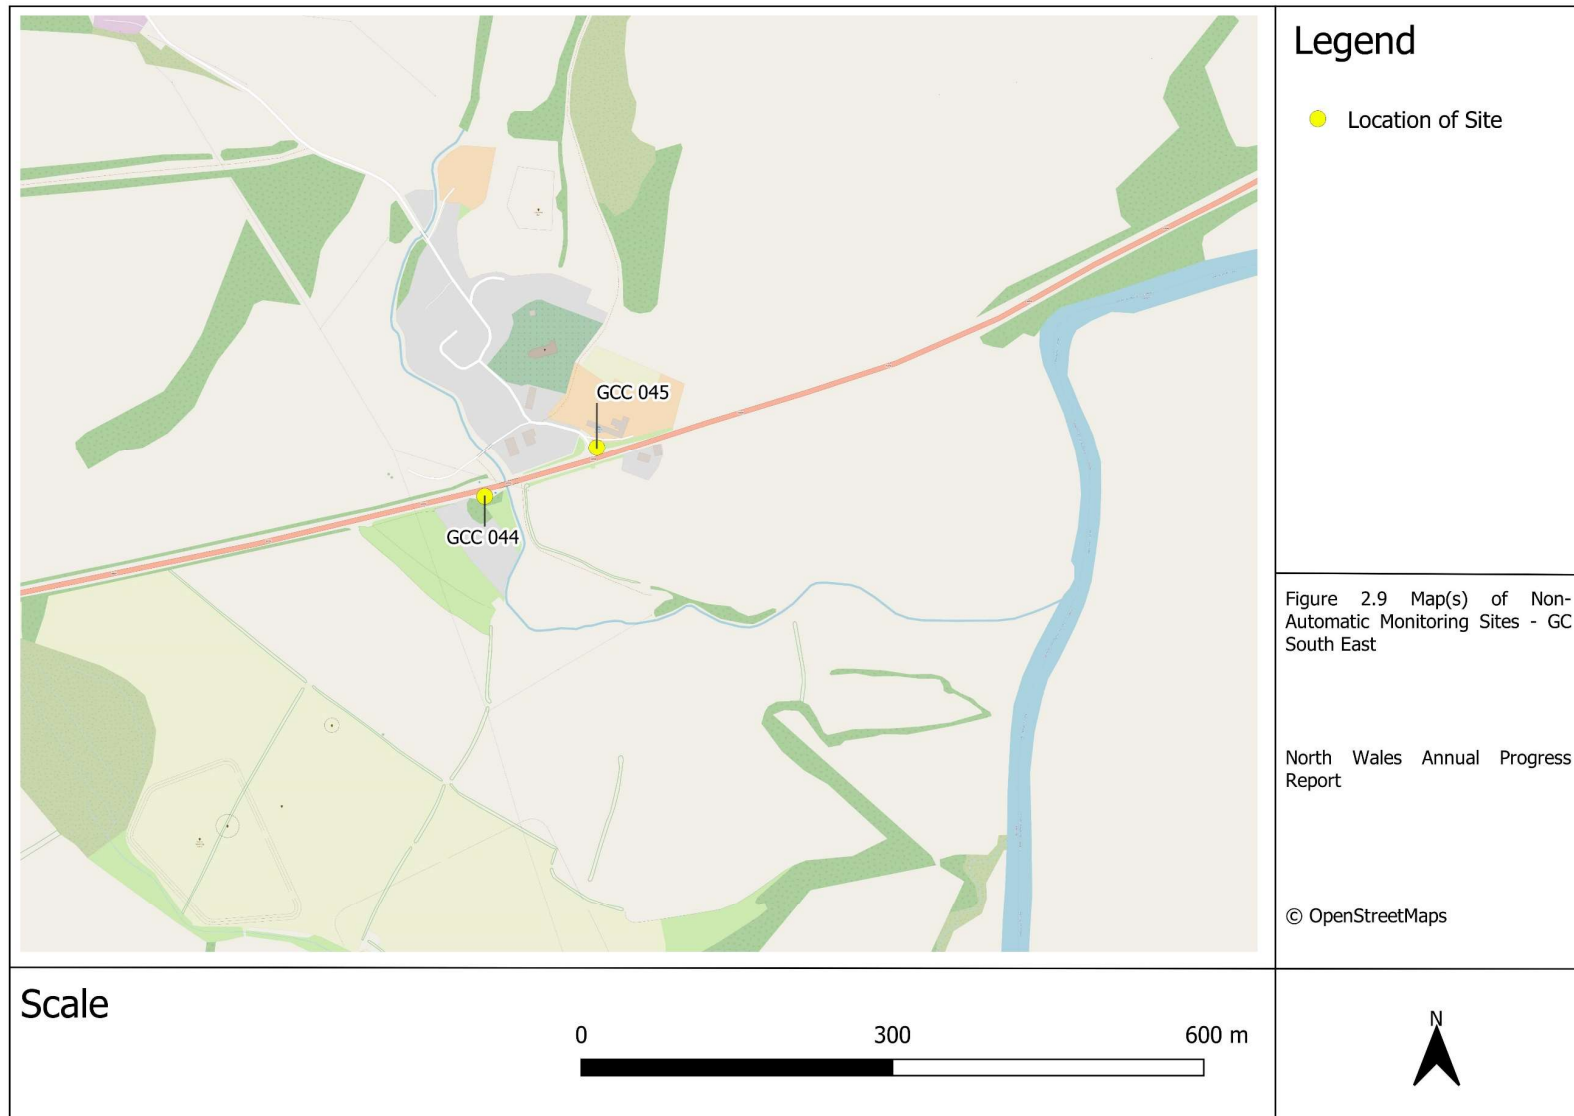 Legend
Location of Site
GCC 045
GCC 044
Figure 2.9 Map(s) of Non-
Automatic Monitoring Sites - GC
South East
North Wales Annual Progress
Report
© OpenStreetMaps
Scale
0 300 600 m
N